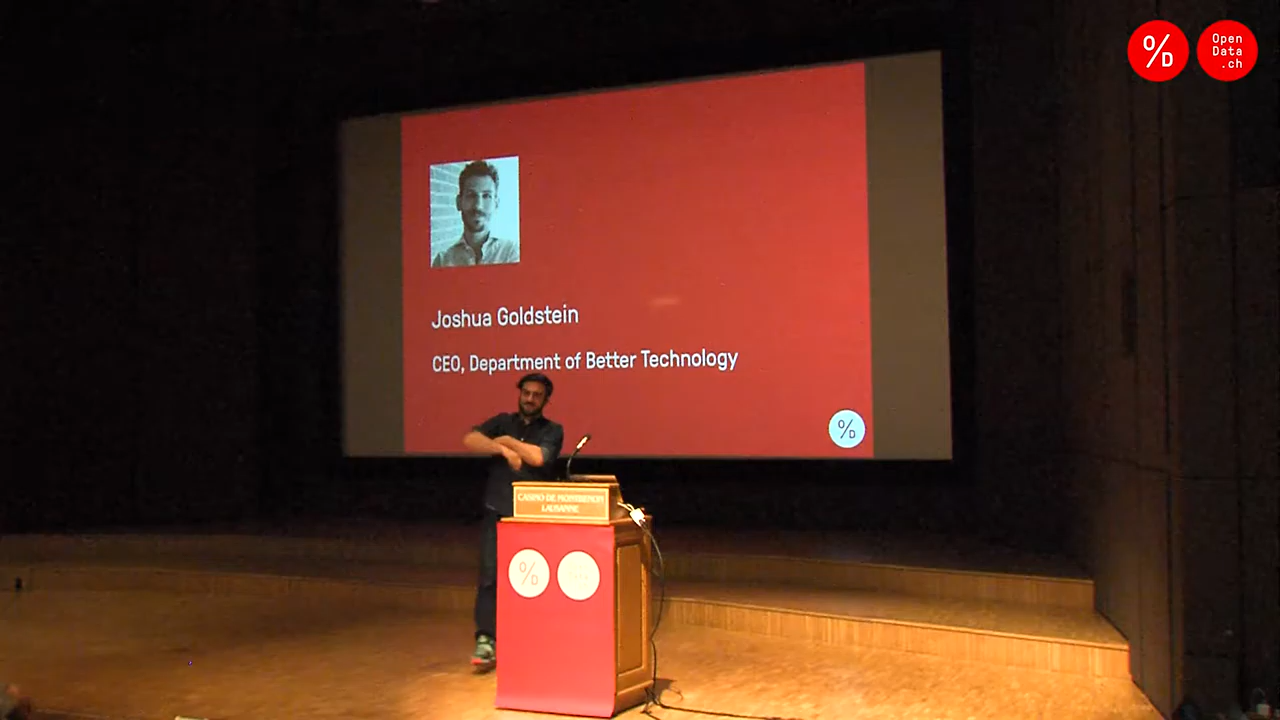 %D
Open
Data
.ch
Joshua Goldstein
CEO, Department of Better Technology
%D
CASINO DE MONTBENON
LAUSANNE
%D